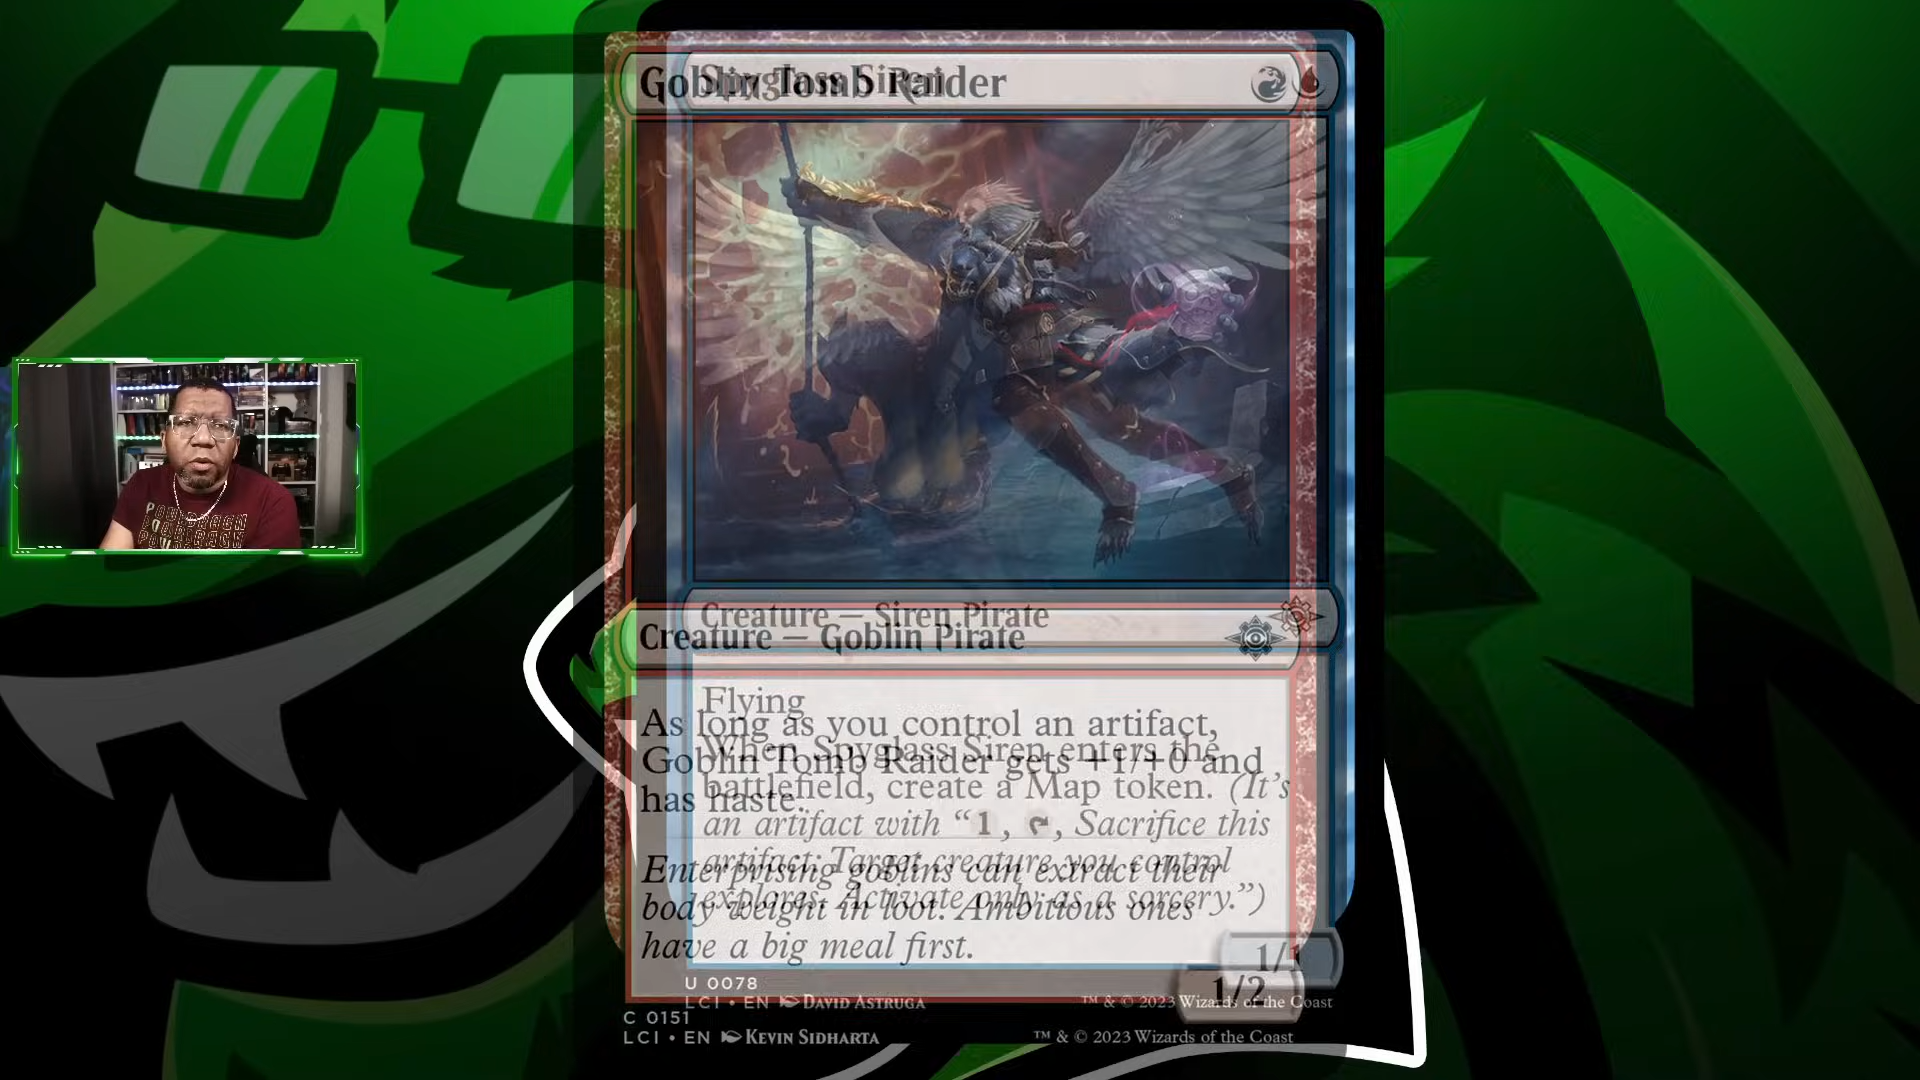 Goblin Tomb Raider
Spyglass Siren
Creature — Siren Pirate
Creature — Goblin Pirate
Flying
As long as you control an artifact,
When Spyglass Siren enters the
Goblin Tomb Raider gets +1/+0 and
battlefield, create a Map token. (It's
has haste.
an artifact with “1, , Sacrifice this
artifact: Target creature you control
Enterprising goblins can extract their
explores. Activate only as a sorcery.”)
body weight in loot. Ambitious ones
have a big meal first.
1/1
1/2
U 0078
LCI • EN DAVID ASTRUGA
™ & © 2023 Wizards of the Coast
C 0151
LCI • EN KEVIN SIDHARTA
™ & © 2023 Wizards of the Coast